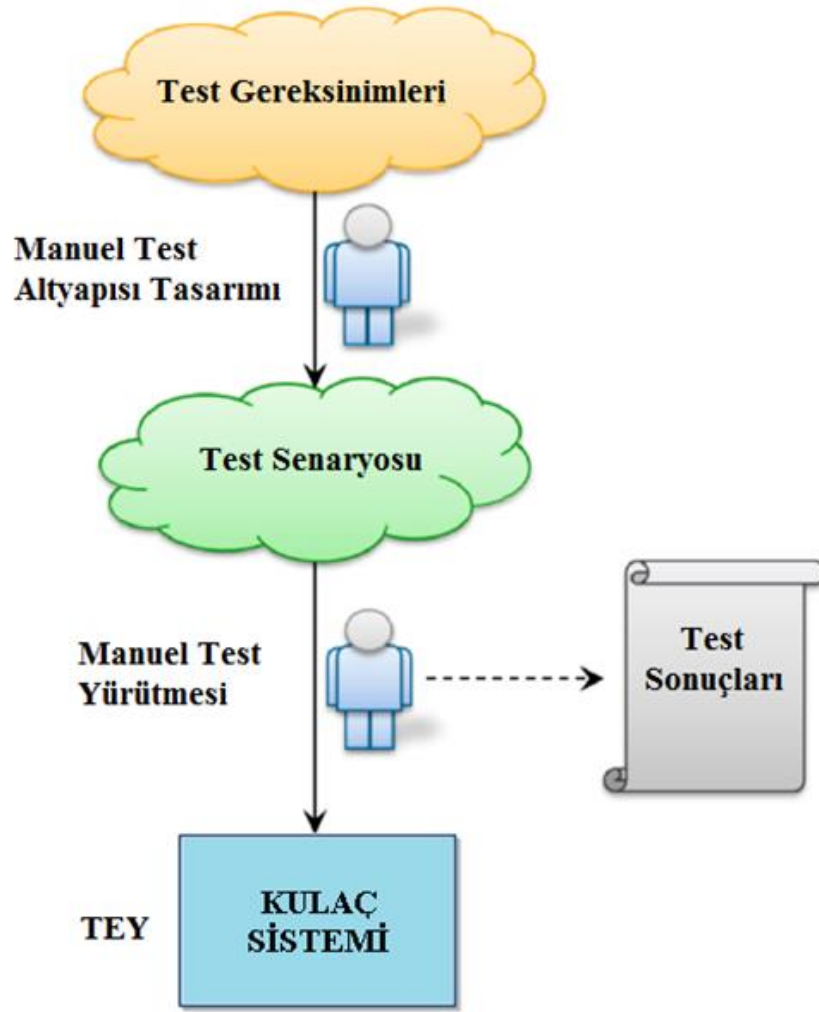 Test Gereksinimleri
Manuel Test
Altyapısı Tasarımı
Test Senaryosu
Manuel Test
Yürütmesi
Test
Sonuçları
TEY
KULAÇ
SİSTEMİ